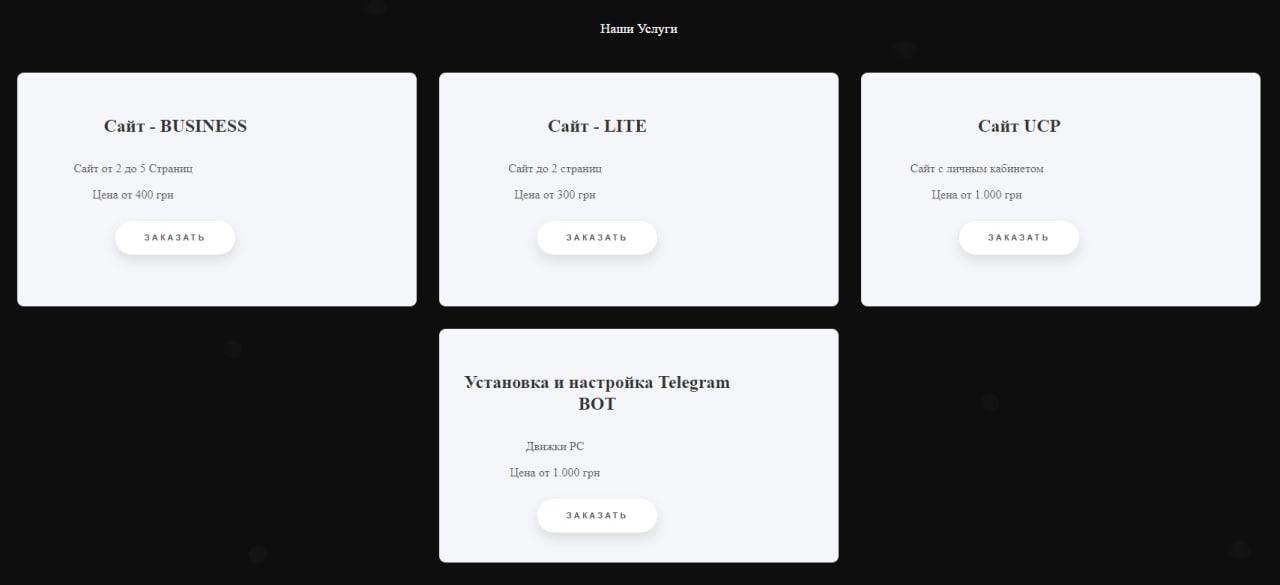 Наши Услуги
Сайт - BUSINESS
Сайт от 2 до 5 Страниц
Цена от 400 грн
ЗАКАЗАТЬ
Сайт - LITE
Сайт до 2 страниц
Цена от 300 грн
ЗАКАЗАТЬ
Сайт UCP
Сайт с личным кабинетом
Цена от 1.000 грн
ЗАКАЗАТЬ
Установка и настройка Telegram
BOT
Движки PC
Цена от 1.000 грн
ЗАКАЗАТЬ